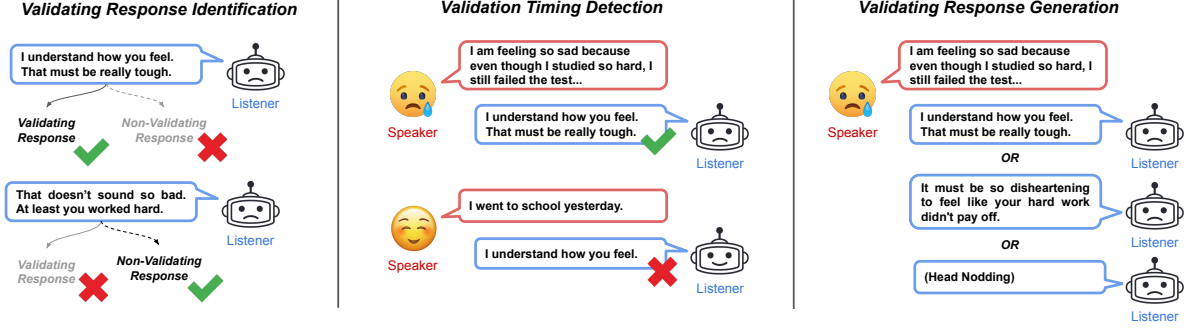 Validating Response Identification
I understand how you feel.
That must be really tough.
Listener
Validating
Response
Non-Validating
Response
That doesn't sound so bad.
At least you worked hard.
Listener
Validating
Response
Non-Validating
Response
Validation Timing Detection
I am feeling so sad because
even though I studied so hard, I
still failed the test...
Speaker
I understand how you feel.
That must be really tough.
Listener
I went to school yesterday.
Speaker
I understand how you feel.
Listener
Validating Response Generation
I am feeling so sad because
even though I studied so hard, I
still failed the test...
Speaker
I understand how you feel.
That must be really tough.
Listener
OR
It must be so disheartening
to feel like your hard work
didn't pay off.
Listener
OR
(Head Nodding)
Listener